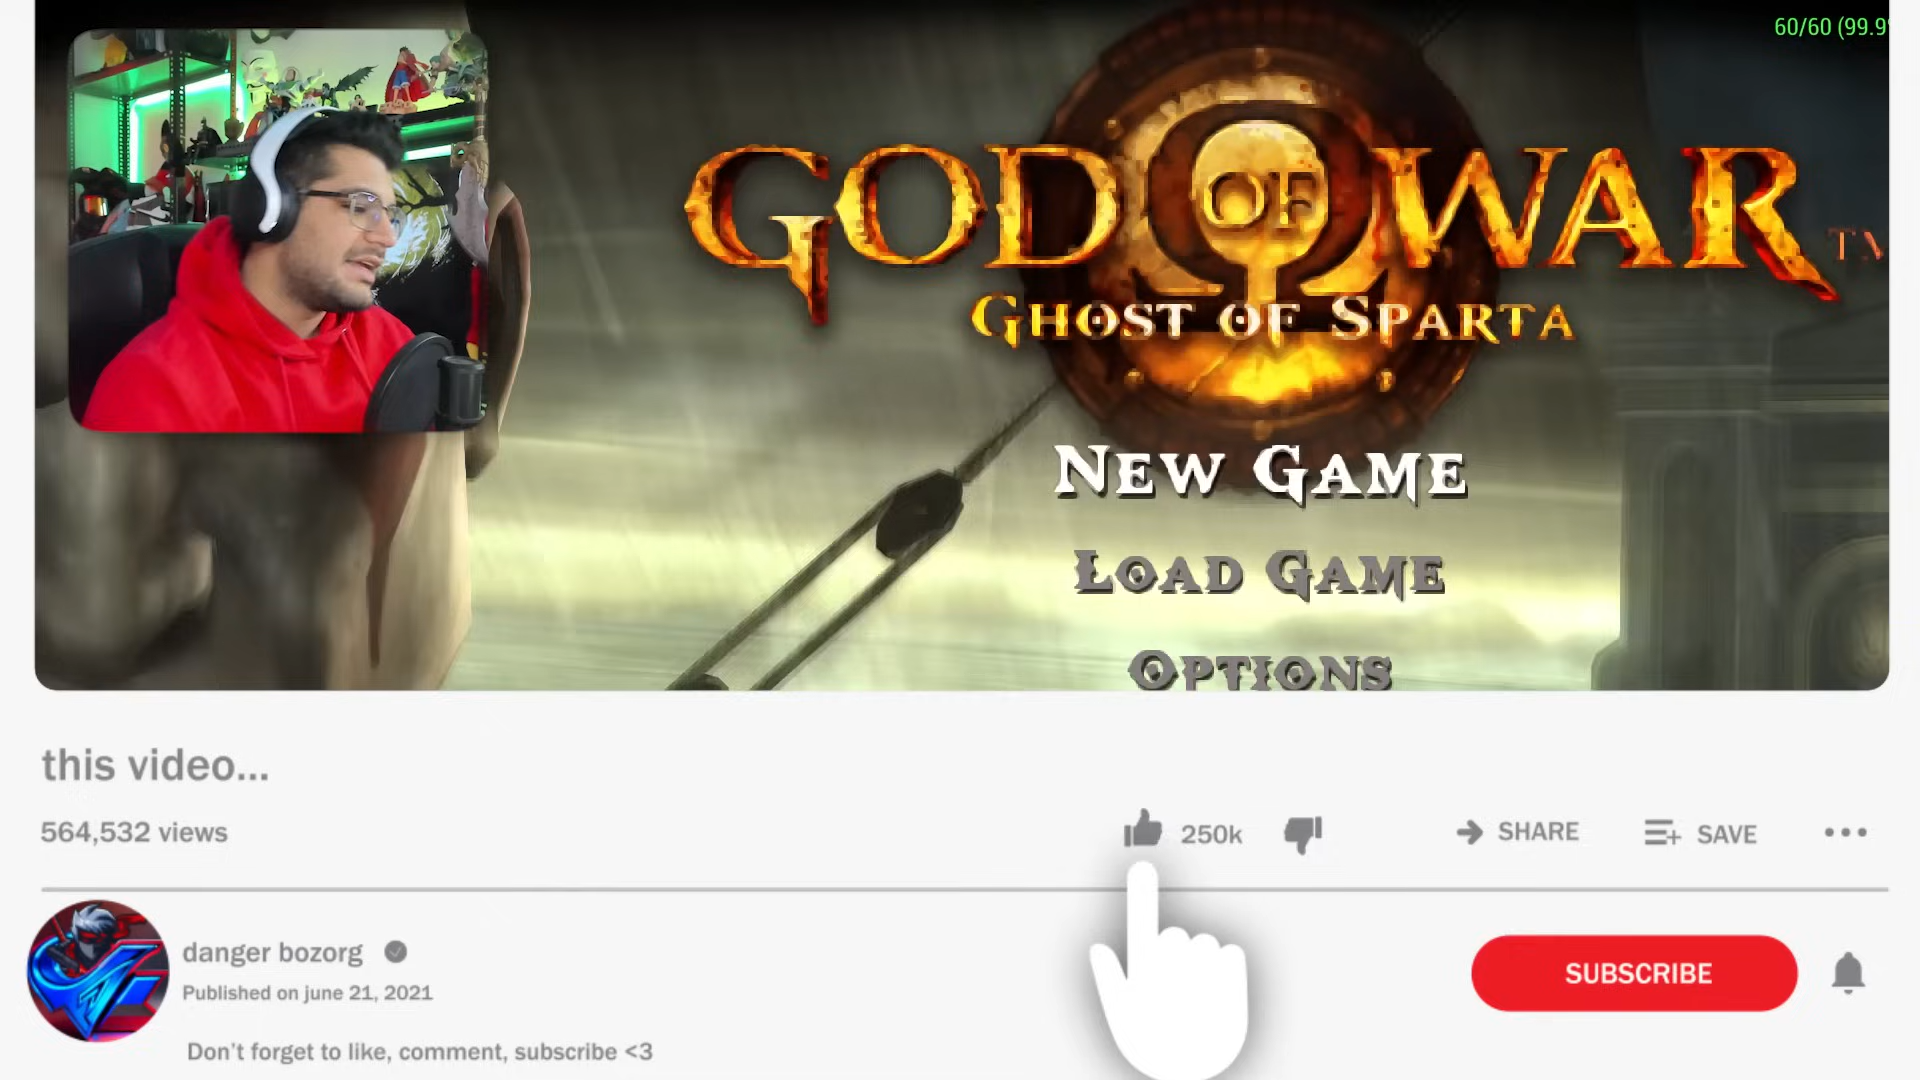 60/60 (99.9
GOD OF WAR TM
GHOST OF SPARTA
NEW GAME
LOAD GAME
OPTIONS
this video...
564,532 views
250k
SHARE
SAVE
danger bozorg
Published on june 21, 2021
SUBSCRIBE
Don't forget to like, comment, subscribe <3